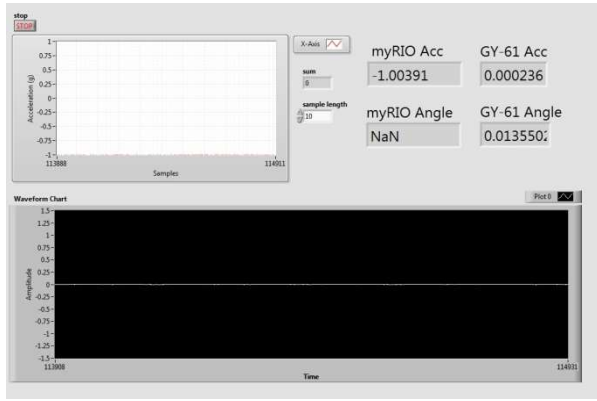 stop
STOP
X-Axis
myRIO Acc
GY-61 Acc
-1.00391
0.000236
sum
0
sample length
10
myRIO Angle
GY-61 Angle
NaN
0.013550
Acceleration (g)
1
0.75
0.5
0.25
0
-0.25
-0.5
-0.75
-1
113888
114911
Samples
Waveform Chart
Plot 0
Amplitude
1.5
1.25
1
0.75
0.5
0.25
0
-0.25
-0.5
-0.75
-1
-1.25
-1.5
113908
114931
Time